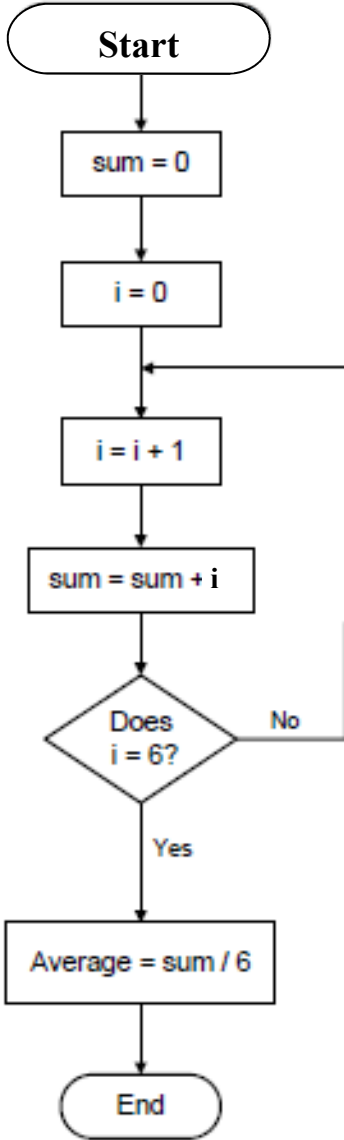 Start
sum = 0
i = 0
i = i + 1
sum = sum + i
Does
i = 6?
No
Yes
Average = sum / 6
End